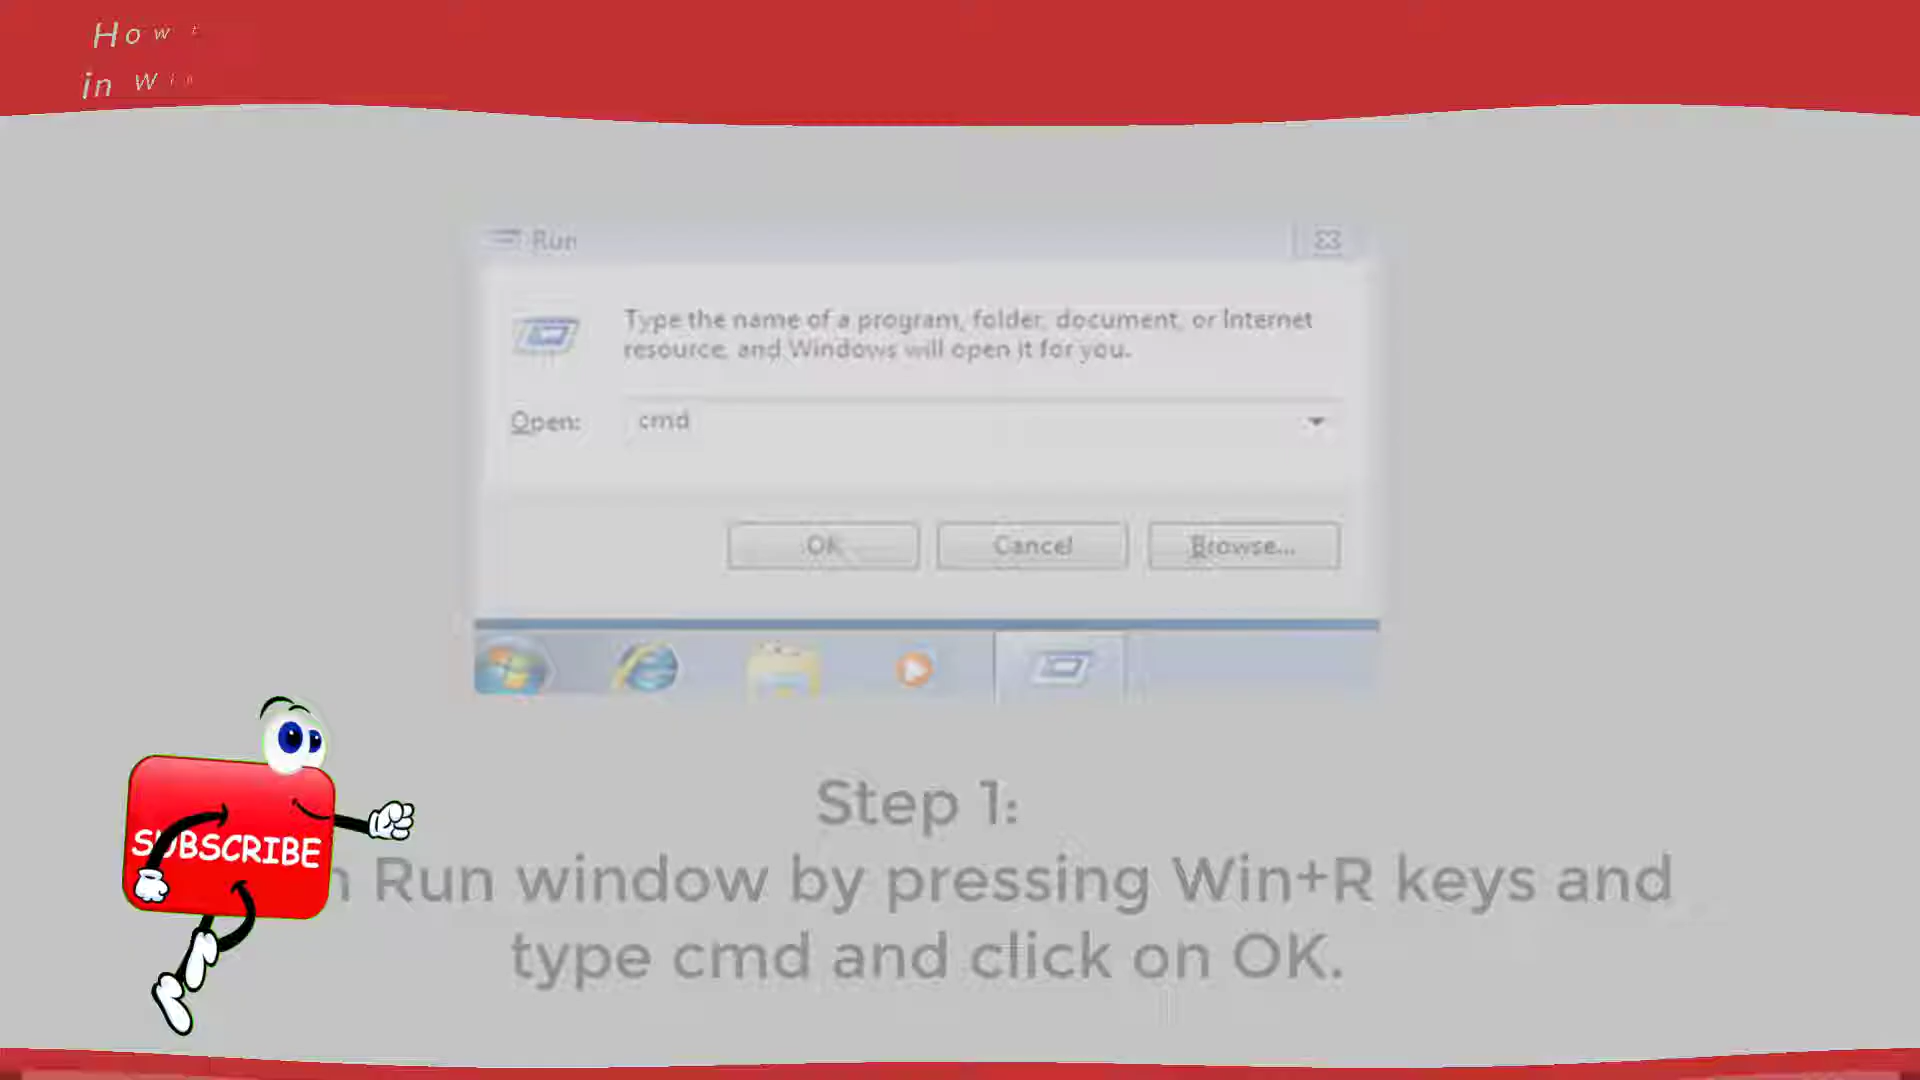 How t
in Win
Run
Type the name of a program, folder, document, or Internet
resource, and Windows will open it for you.
Open: cmd
OK Cancel Browse...
Step 1:
SUBSCRIBE
n Run window by pressing Win+R keys and
type cmd and click on OK.